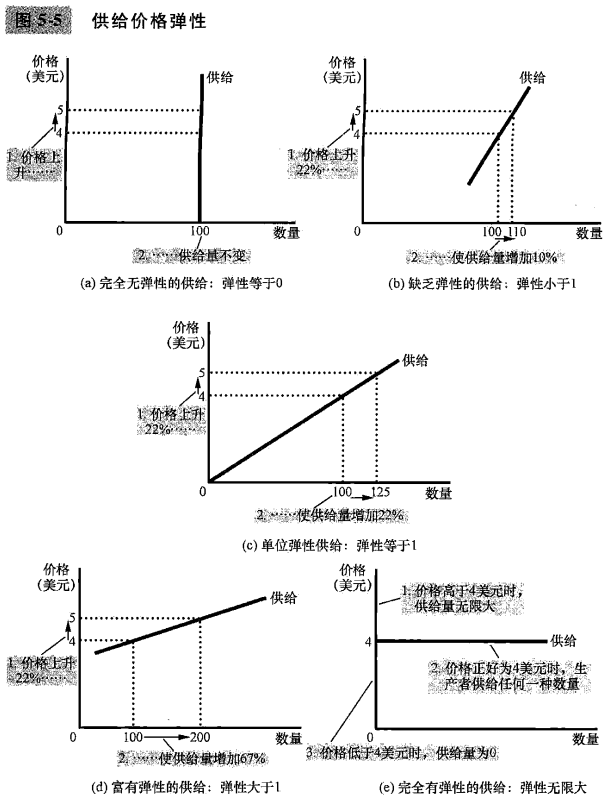 图 5-5 供给价格弹性
价格
(美元)
供给
5
4
1. 价格上
升……
0
100
数量
2. ……供给量不变
(a) 完全无弹性的供给：弹性等于0
价格
(美元)
供给
5
4
1. 价格上升
22%……
0
100 110
数量
2. ……使供给量增加10%
(b) 缺乏弹性的供给：弹性小于1
价格
(美元)
供给
5
4
1. 价格上升
22%……
0
100 125
数量
2. ……使供给量增加22%
(c) 单位弹性供给：弹性等于1
价格
(美元)
供给
5
4
1. 价格上升
22%……
0
100 200
数量
2. ……使供给量增加67%
(d) 富有弹性的供给：弹性大于1
价格
(美元)
1. 价格高于4美元时，
供给量无限大
4
供给
2. 价格正好为4美元时，生
产者供给任何一种数量
0
数量
3. 价格低于4美元时，供给量为0
(e) 完全有弹性的供给：弹性无限大